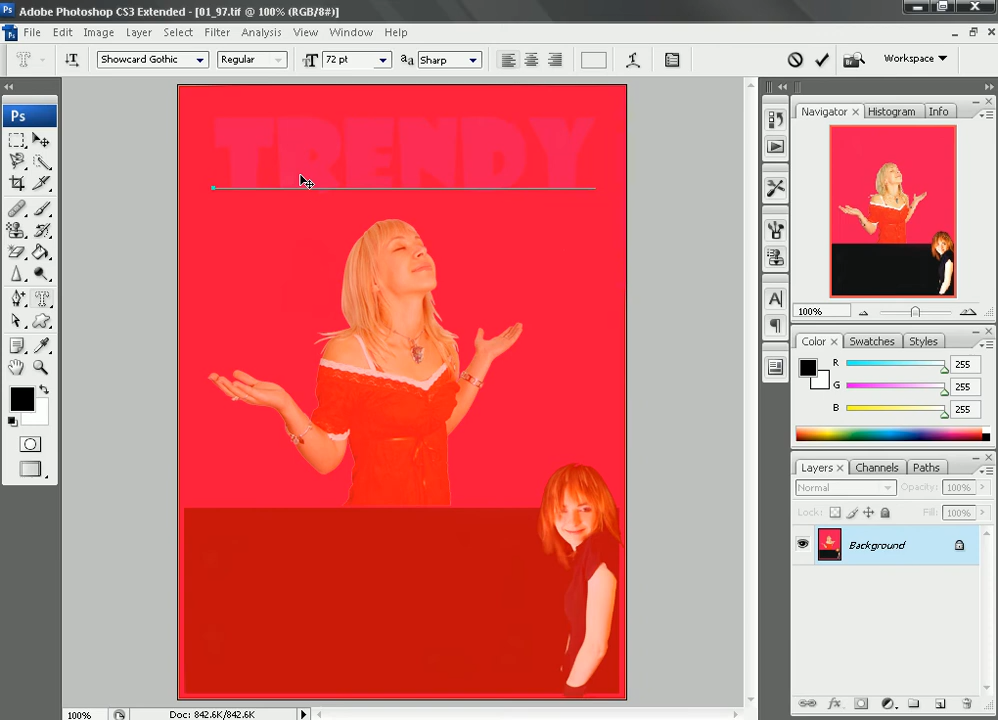 Adobe Photoshop CS3 Extended - [01_97.tif @ 100% (RGB/8#)]
File Edit Image Layer Select Filter Analysis View Window Help
Showcard Gothic Regular 72 pt Sharp Workspace
Ps
TRENDY
Navigator Histogram Info
100%
Color Swatches Styles
R 255
G 255
B 255
Layers Channels Paths
Normal Opacity: 100%
Lock: Fill: 100%
Background
100% Doc: 842.6K/842.6K